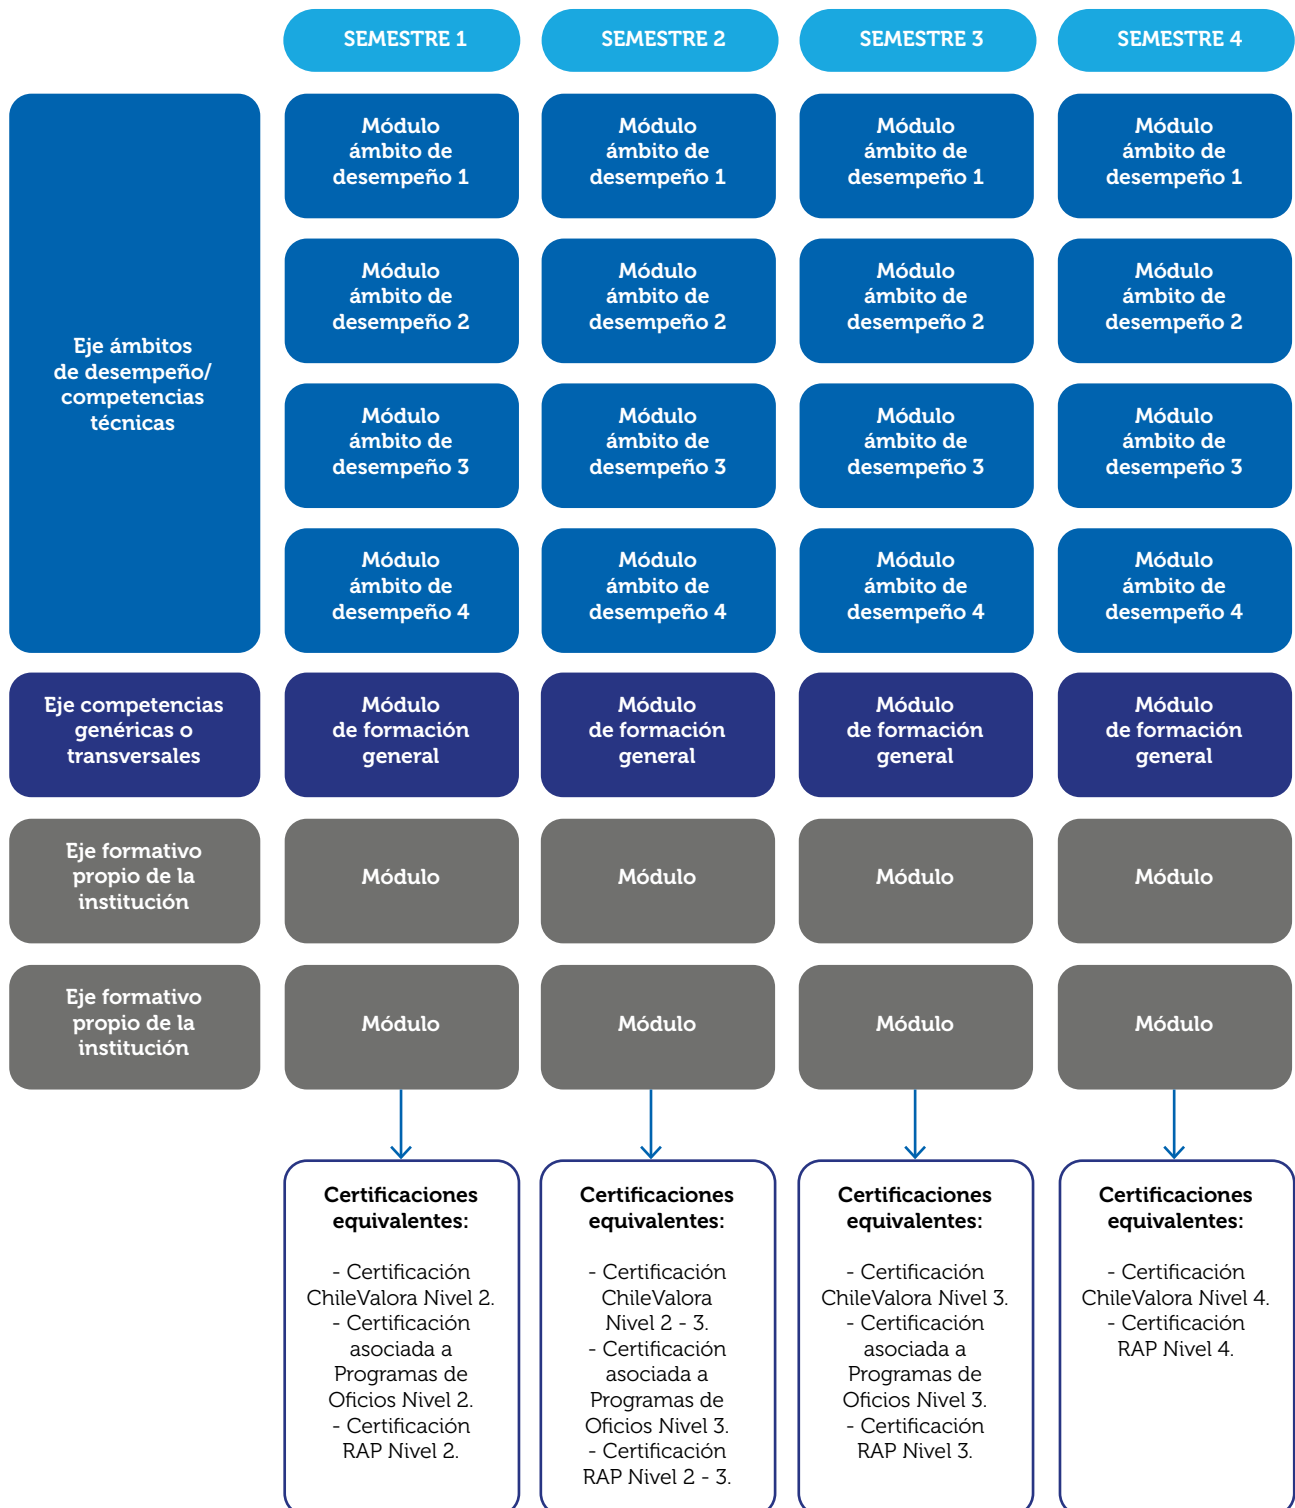 SEMESTRE 1
SEMESTRE 2
SEMESTRE 3
SEMESTRE 4
Eje ámbitos
de desempeño/
competencias
técnicas
Módulo
ámbito de
desempeño 1
Módulo
ámbito de
desempeño 1
Módulo
ámbito de
desempeño 1
Módulo
ámbito de
desempeño 1
Módulo
ámbito de
desempeño 2
Módulo
ámbito de
desempeño 2
Módulo
ámbito de
desempeño 2
Módulo
ámbito de
desempeño 2
Módulo
ámbito de
desempeño 3
Módulo
ámbito de
desempeño 3
Módulo
ámbito de
desempeño 3
Módulo
ámbito de
desempeño 3
Módulo
ámbito de
desempeño 4
Módulo
ámbito de
desempeño 4
Módulo
ámbito de
desempeño 4
Módulo
ámbito de
desempeño 4
Eje competencias
genéricas o
transversales
Módulo
de formación
general
Módulo
de formación
general
Módulo
de formación
general
Módulo
de formación
general
Eje formativo
propio de la
institución
Módulo
Módulo
Módulo
Módulo
Eje formativo
propio de la
institución
Módulo
Módulo
Módulo
Módulo
Certificaciones
equivalentes:
- Certificación
ChileValora Nivel 2.
- Certificación
asociada a
Programas de
Oficios Nivel 2.
- Certificación
RAP Nivel 2.
Certificaciones
equivalentes:
- Certificación
ChileValora
Nivel 2 - 3.
- Certificación
asociada a
Programas de
Oficios Nivel 3.
- Certificación
RAP Nivel 2 - 3.
Certificaciones
equivalentes:
- Certificación
ChileValora Nivel 3.
- Certificación
asociada a
Programas de
Oficios Nivel 3.
- Certificación
RAP Nivel 3.
Certificaciones
equivalentes:
- Certificación
ChileValora Nivel 4.
- Certificación
RAP Nivel 4.